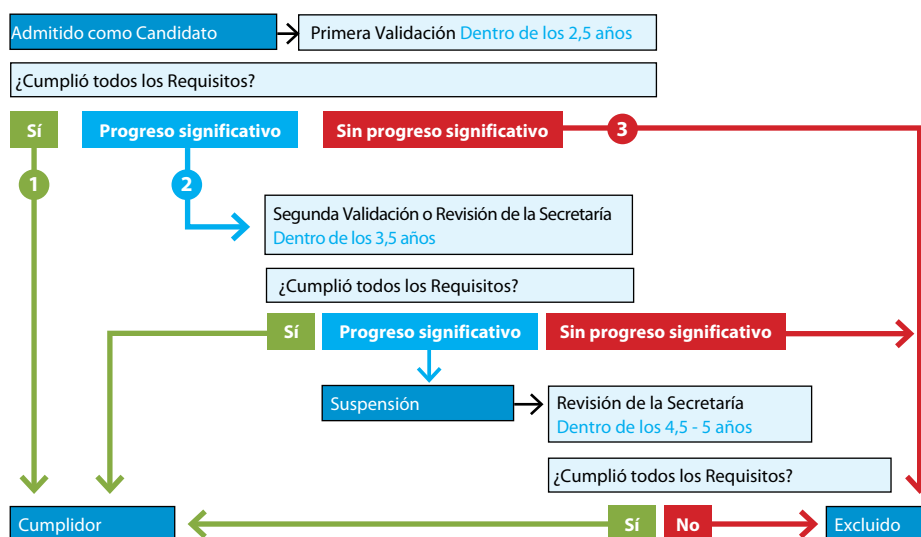 Admitido como Candidato
Primera Validación Dentro de los 2,5 años
¿Cumplió todos los Requisitos?
Sí
Progreso significativo
Sin progreso significativo
3
1
2
Segunda Validación o Revisión de la Secretaría
Dentro de los 3,5 años
¿Cumplió todos los Requisitos?
Sí
Progreso significativo
Sin progreso significativo
Suspensión
Revisión de la Secretaría
Dentro de los 4,5 - 5 años
¿Cumplió todos los Requisitos?
Cumplidor
Sí
No
Excluido